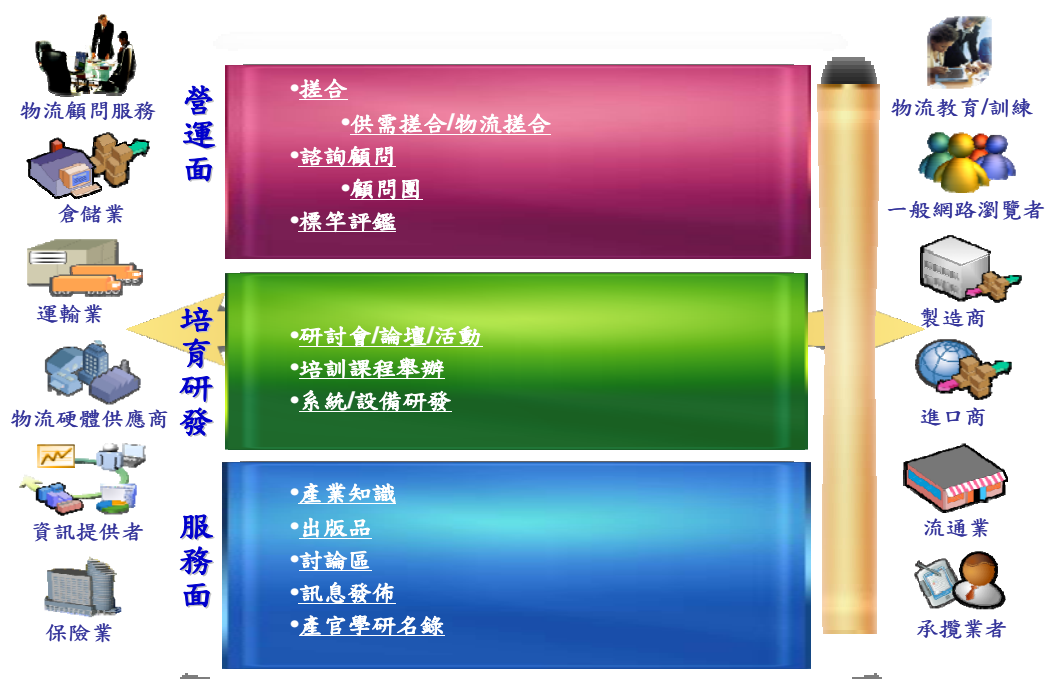 物流顧問服務
倉儲業
運輸業
物流硬體供應商
資訊提供者
保險業
營運面
•搓合
•供需搓合/物流搓合
•諮詢顧問
•顧問團
•標竿評鑑
培育研發
•研討會/論壇/活動
•培訓課程舉辦
•系統/設備研發
服務面
•產業知識
•出版品
•討論區
•訊息發佈
•產官學研名錄
物流教育/訓練
一般網路瀏覽者
製造商
進口商
流通業
承攬業者